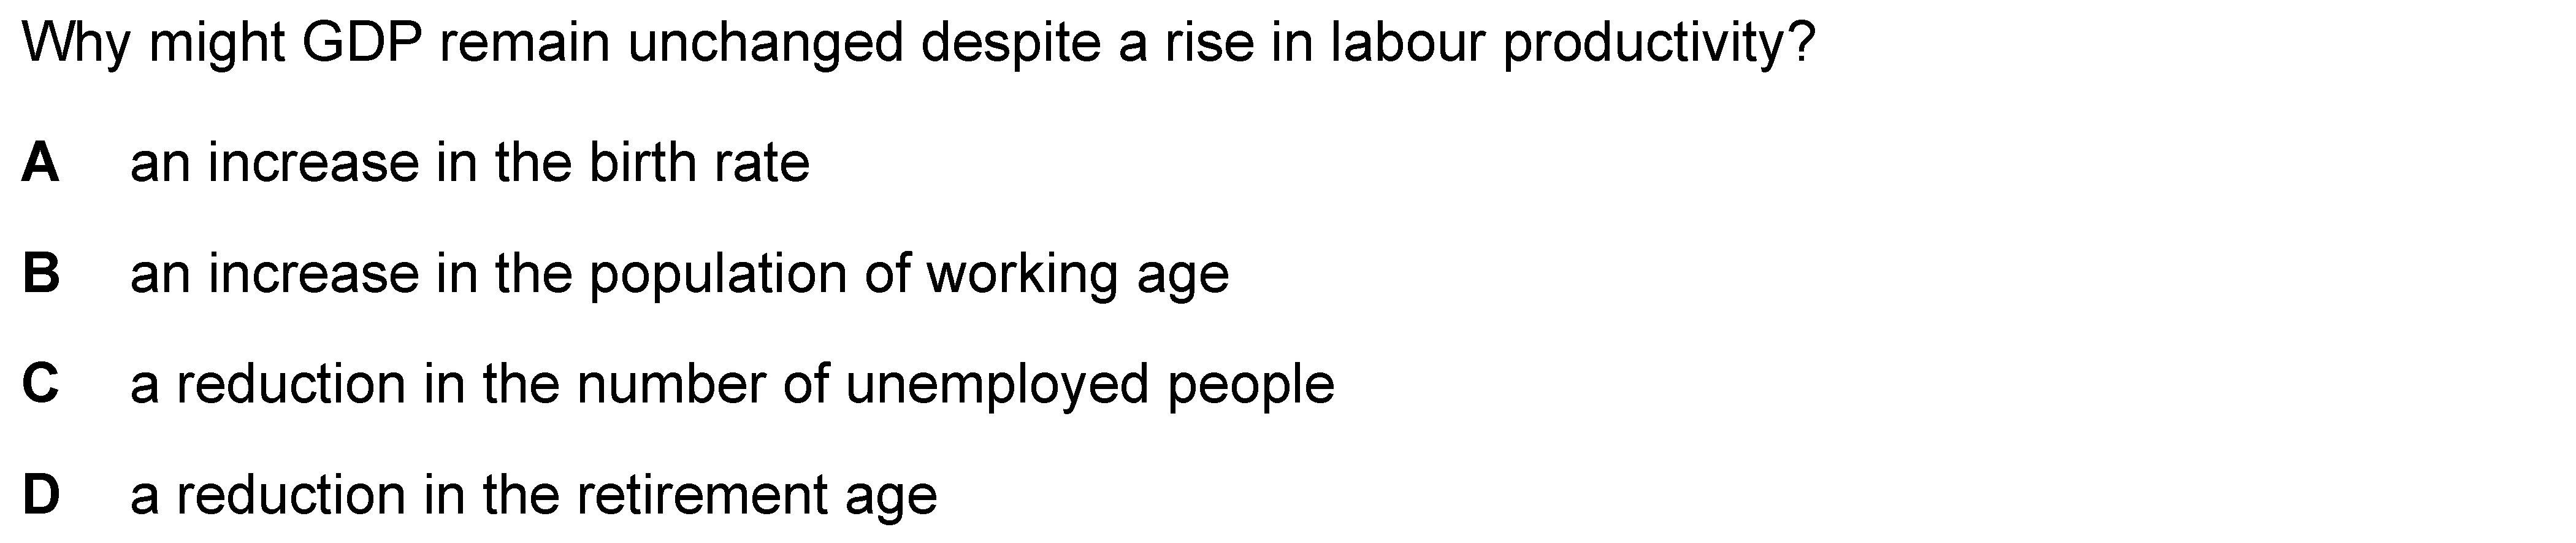 Why might GDP remain unchanged despite a rise in labour productivity?
A an increase in the birth rate
B an increase in the population of working age
C a reduction in the number of unemployed people
D a reduction in the retirement age